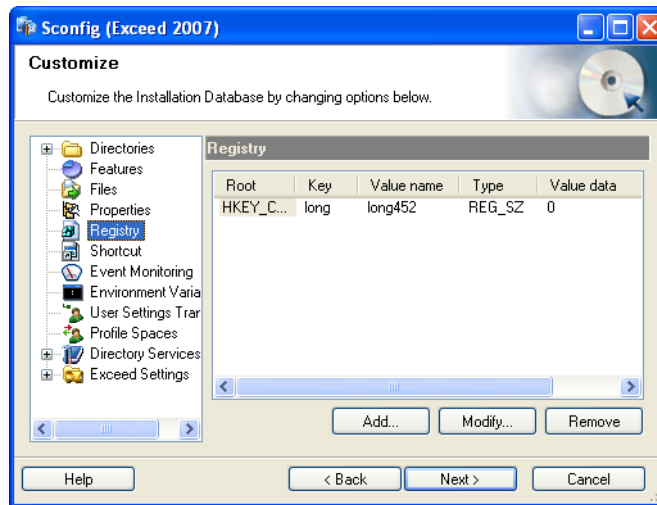 Sconfig (Exceed 2007)
Customize
Customize the Installation Database by changing options below.
Directories
Features
Files
Properties
Registry
Shortcut
Event Monitoring
Environment Varia
User Settings Tran
Profile Spaces
Directory Services
Exceed Settings
Registry
Root Key Value name Type Value data
HKEY_C... long long452 REG_SZ 0
Add... Modify... Remove
Help < Back Next > Cancel